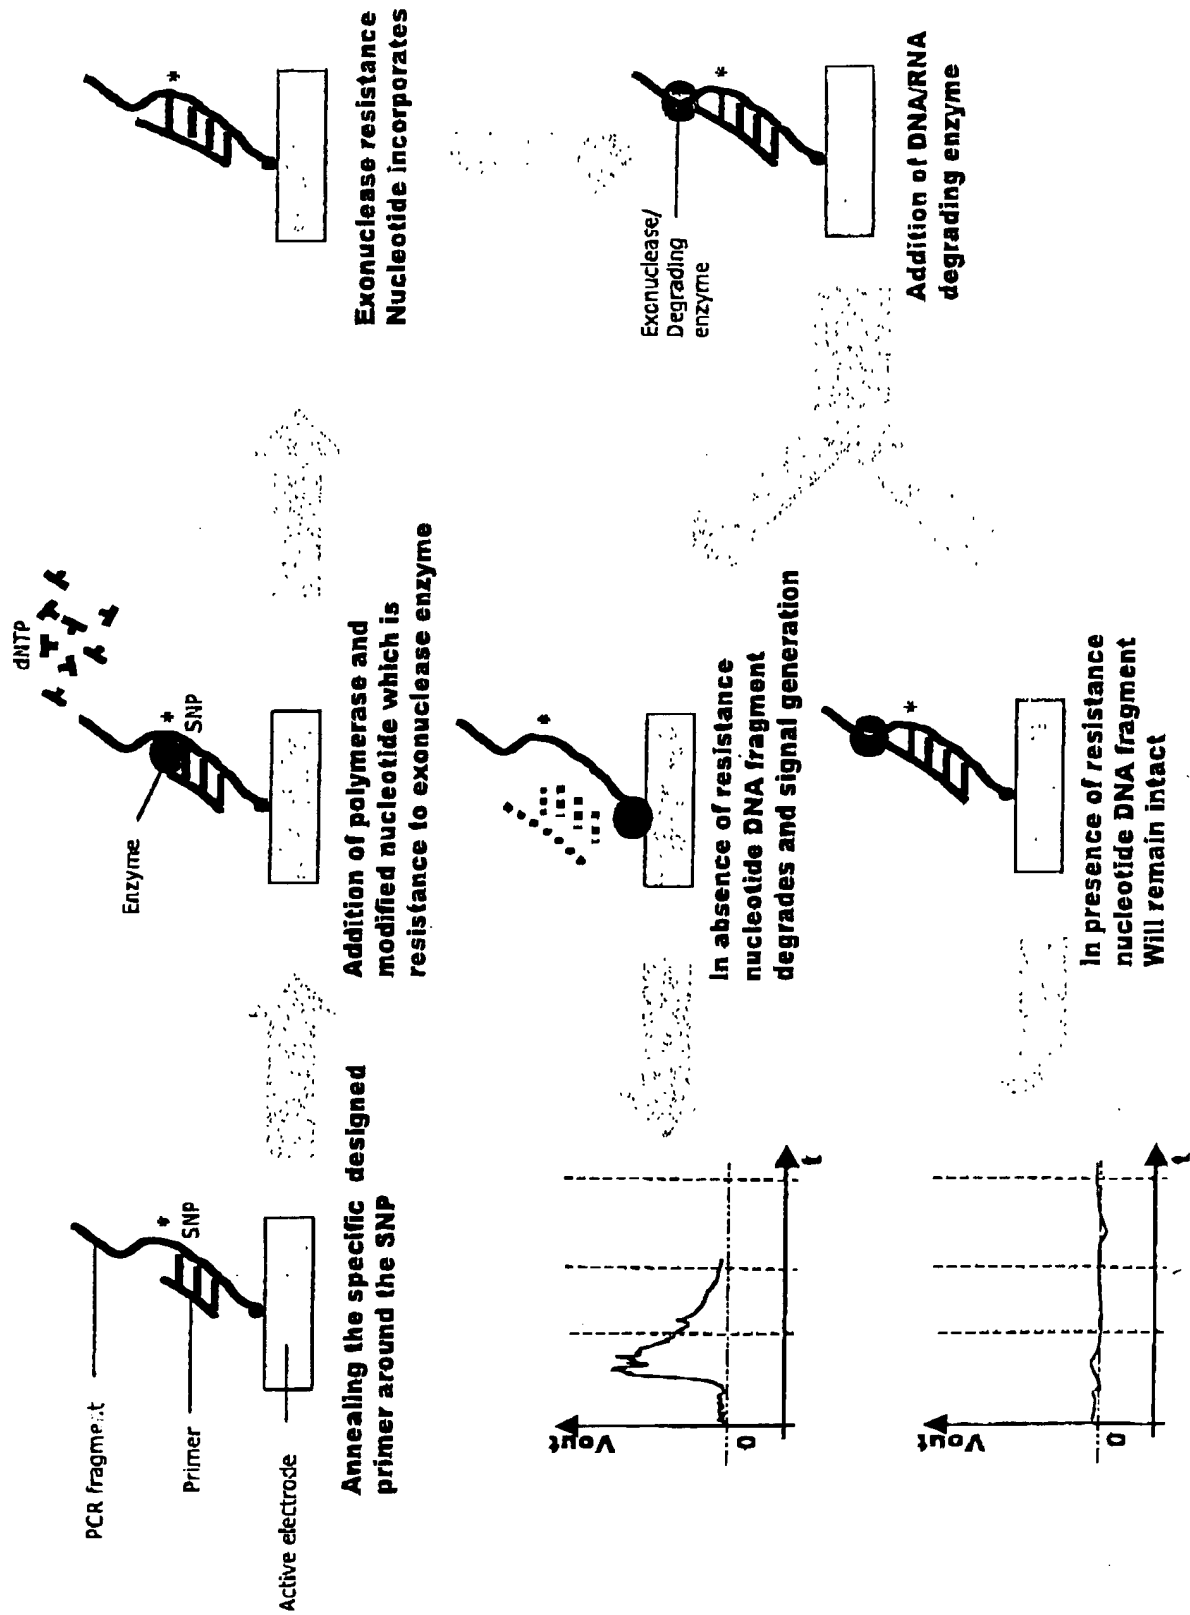 PCR fragment
Primer
Active electrode
*
SNP
Annealing the specific designed
primer around the SNP
dNTP
Enzyme
*
SNP
Addition of polymerase and
modified nucleotide which is
resistance to exonuclease enzyme
*
Exonuclease resistance
Nucleotide incorporates
Exonuclease/
Degrading
enzyme
*
Addition of DNA/RNA
degrading enzyme
*
In absence of resistance
nucleotide DNA fragment
degrades and signal generation
Vout
0
t
*
In presence of resistance
nucleotide DNA fragment
Will remain intact
Vout
0
t